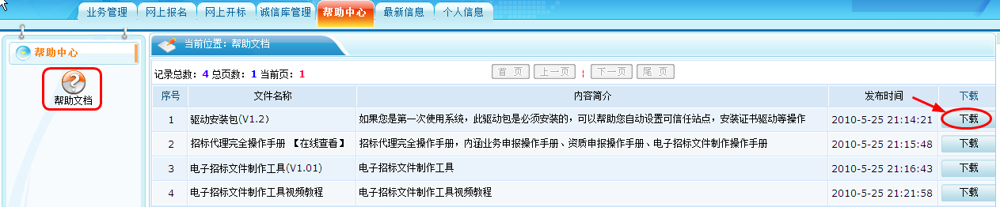 业务管理 网上报名 网上开标 诚信库管理 帮助中心 最新信息 个人信息
帮助中心
帮助文档
当前位置：帮助文档
记录总数：4 总页数：1 当前页：1 首 页 上一页 ¦ 下一页 尾 页
序号 文件名称 内容简介 发布时间 下载
1 驱动安装包(V1.2) 如果您是第一次使用系统，此驱动包是必须安装的，可以帮助您自动设置可信任站点，安装证书驱动等操作 2010-5-25 21:14:21 下载
2 招标代理完全操作手册 【在线查看】 招标代理完全操作手册，内涵业务申报操作手册、资质申报操作手册、电子招标文件制作操作手册 2010-5-25 21:15:48 下载
3 电子招标文件制作工具(V1.01) 电子招标文件制作工具 2010-5-25 21:16:43 下载
4 电子招标文件制作工具视频教程 电子招标文件制作工具视频教程 2010-5-25 21:21:58 下载